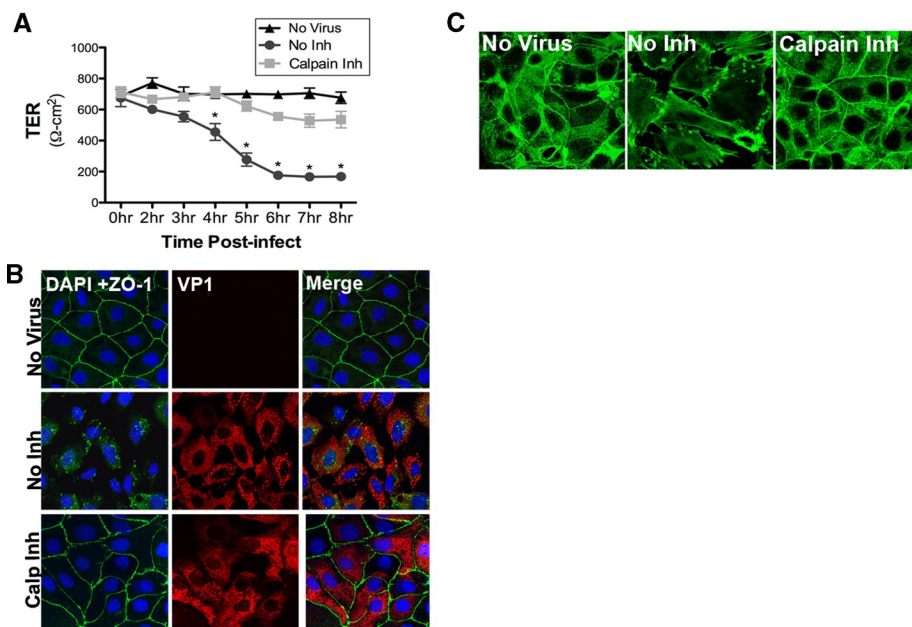 A
No Virus
No Inh
Calpain Inh
TER
(Ω-cm²)
1000
800
600
400
200
0
*
*
*
*
*
0hr 2hr 3hr 4hr 5hr 6hr 7hr 8hr
Time Post-infect
C
No Virus No Inh Calpain Inh
B
DAPI +ZO-1 VP1 Merge
No Virus
No Inh
Calp Inh